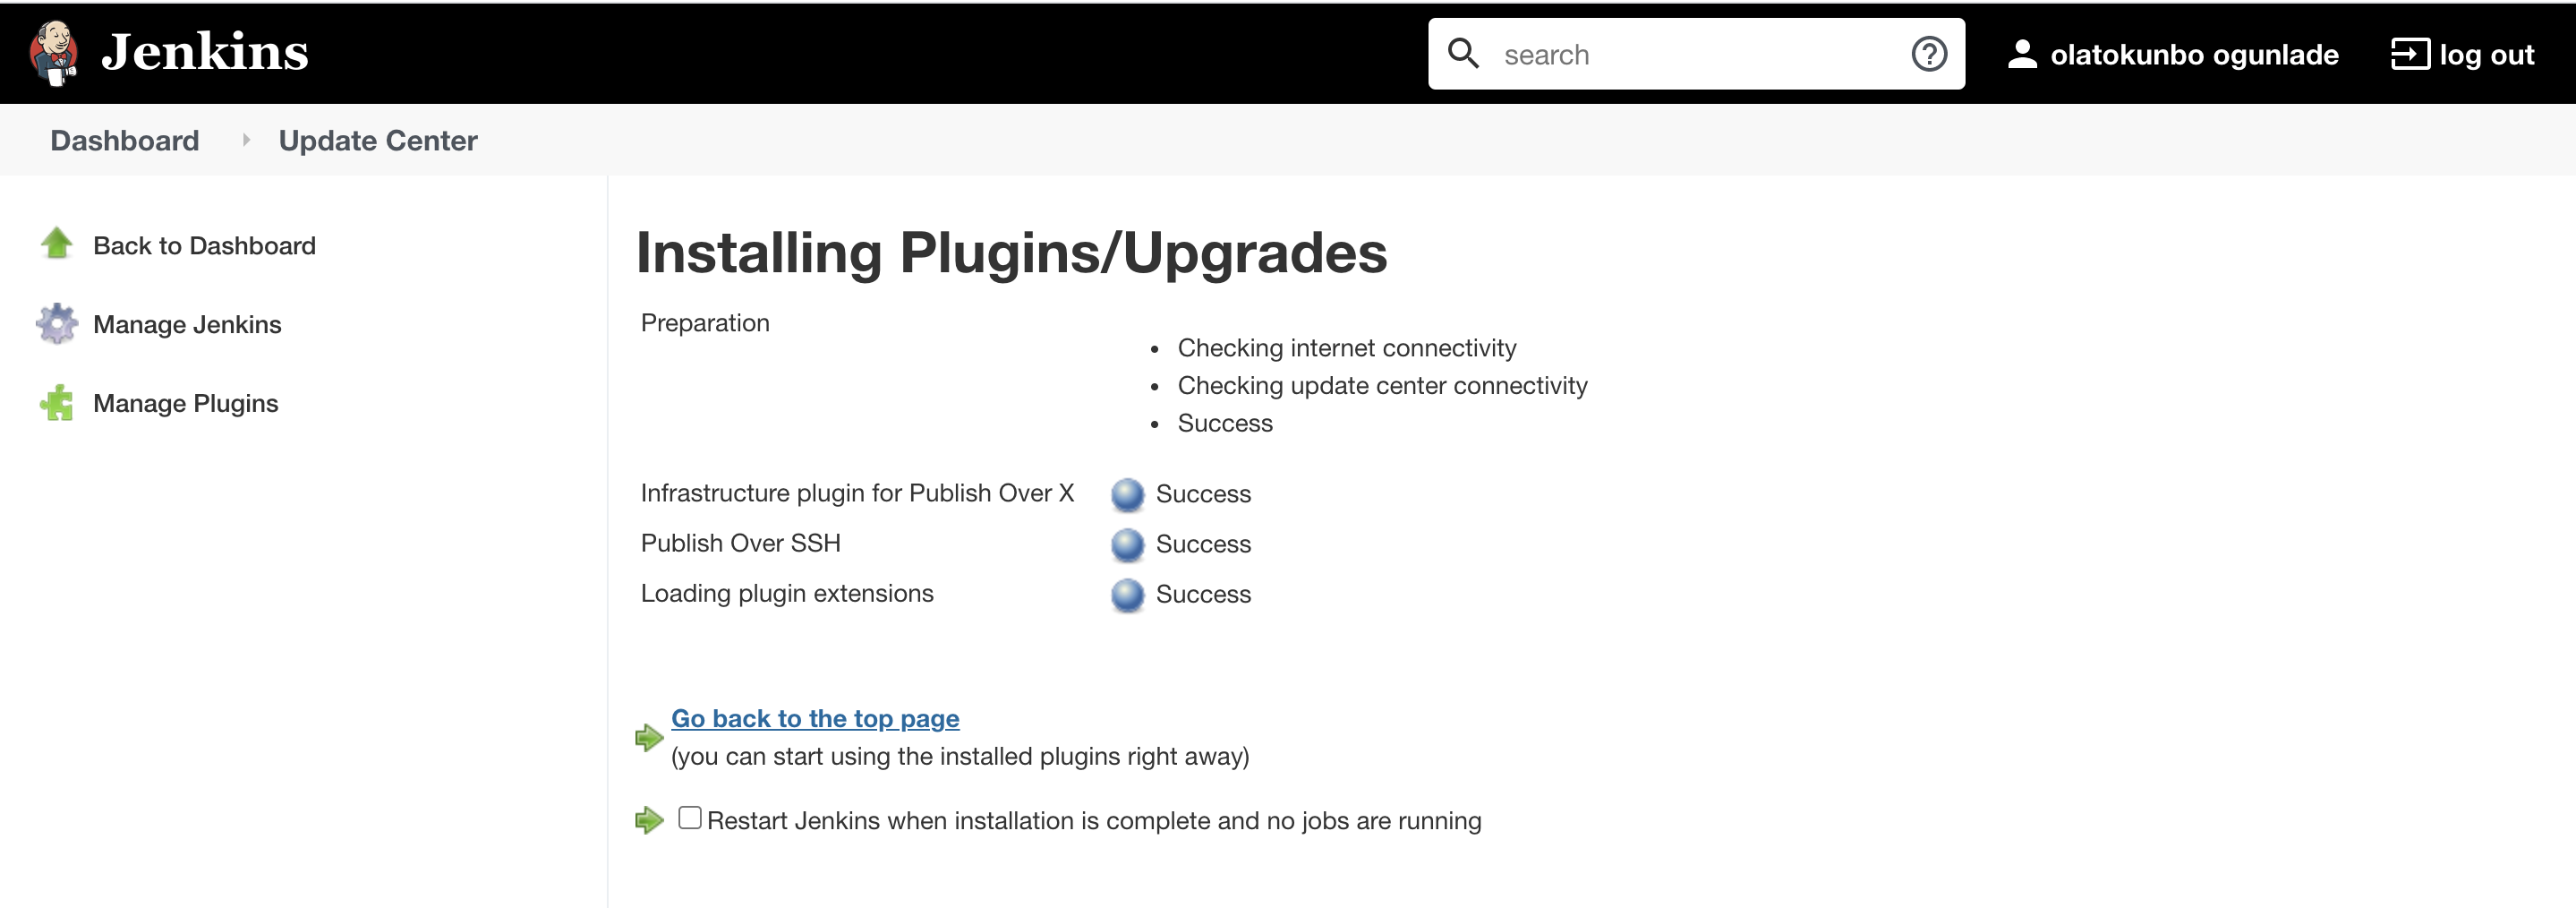 Jenkins
search
olatokunbo ogunlade
log out
Dashboard
Update Center
Back to Dashboard
Manage Jenkins
Manage Plugins
Installing Plugins/Upgrades
Preparation
• Checking internet connectivity
• Checking update center connectivity
• Success
Infrastructure plugin for Publish Over X Success
Publish Over SSH Success
Loading plugin extensions Success
Go back to the top page
(you can start using the installed plugins right away)
Restart Jenkins when installation is complete and no jobs are running